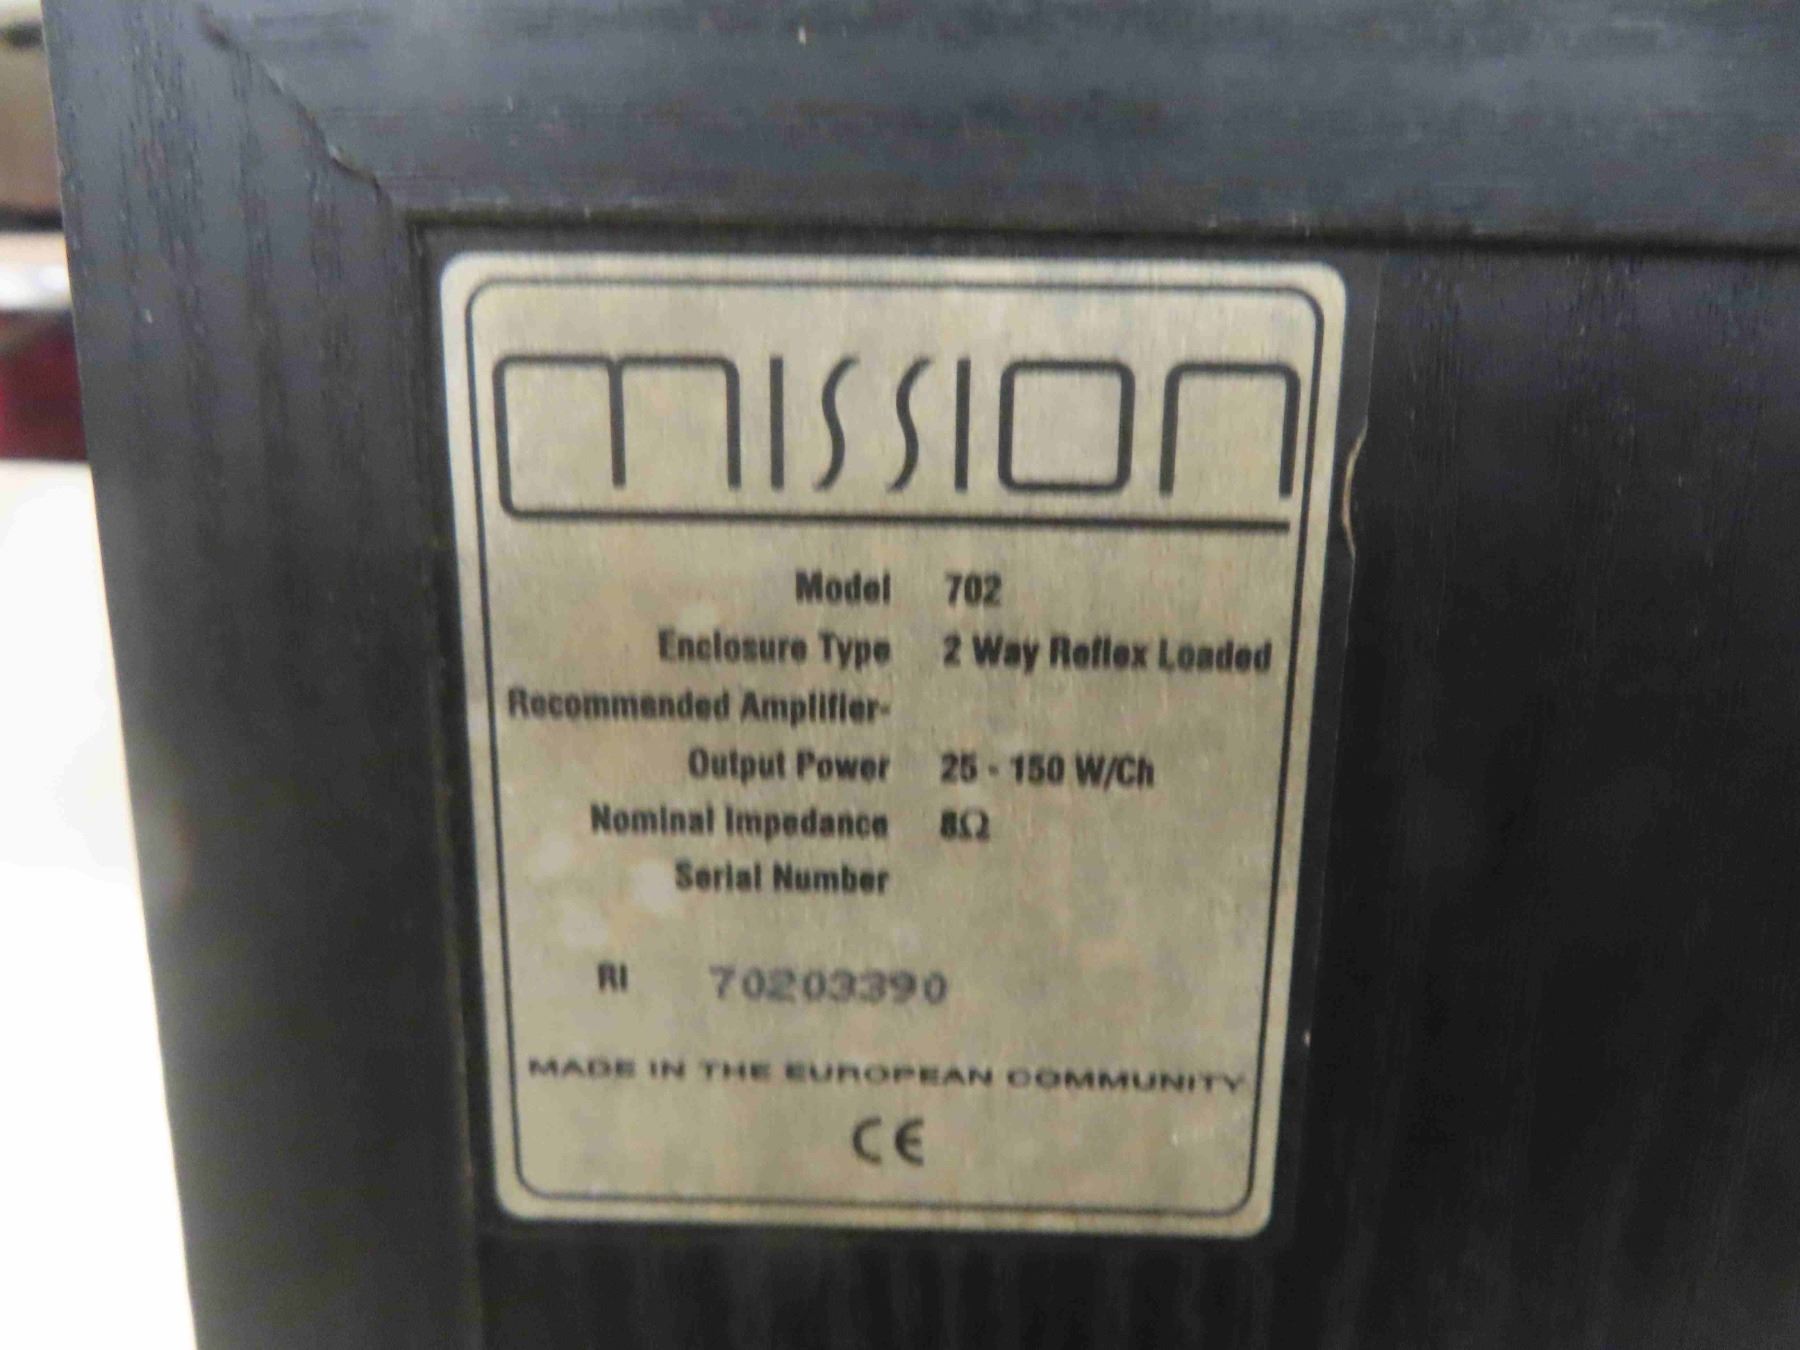 mission
Model 702
Enclosure Type 2 Way Reflex Loaded
Recommended Amplifier-
Output Power 25 - 150 W/Ch
Nominal Impedance 8Ω
Serial Number
RI 70203390
MADE IN THE EUROPEAN COMMUNITY
CE